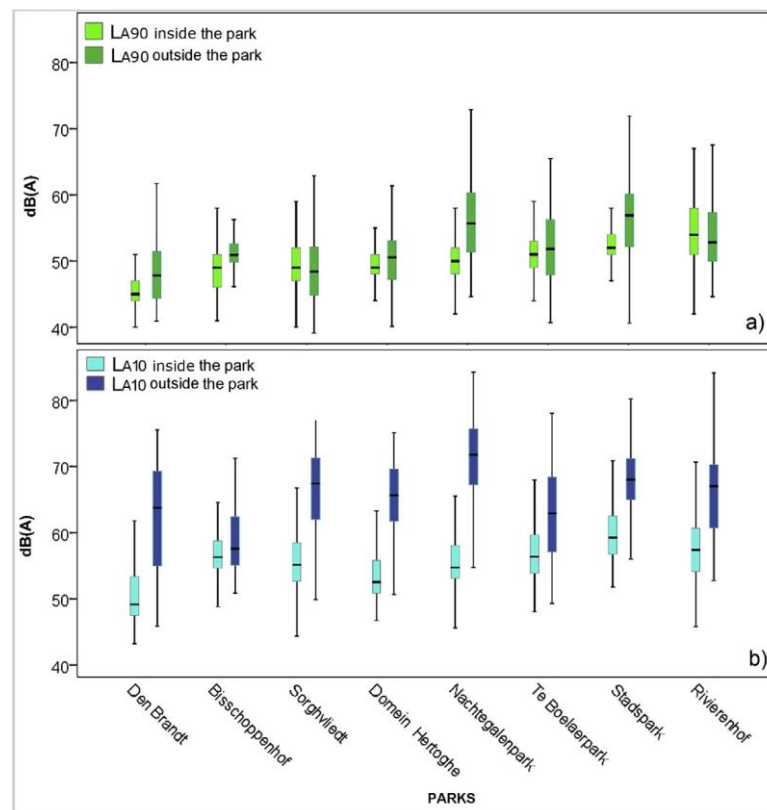 LA90 inside the park
LA90 outside the park
80
70
60
50
40
dB(A)
a)
LA10 inside the park
LA10 outside the park
80
70
60
50
40
dB(A)
b)
Den Brandt
Bisschoppenhof
Sorghvliedt
Domein Hertoghe
Nachtegalenpark
Te Boelaerpark
Stadspark
Rivierenhof
PARKS